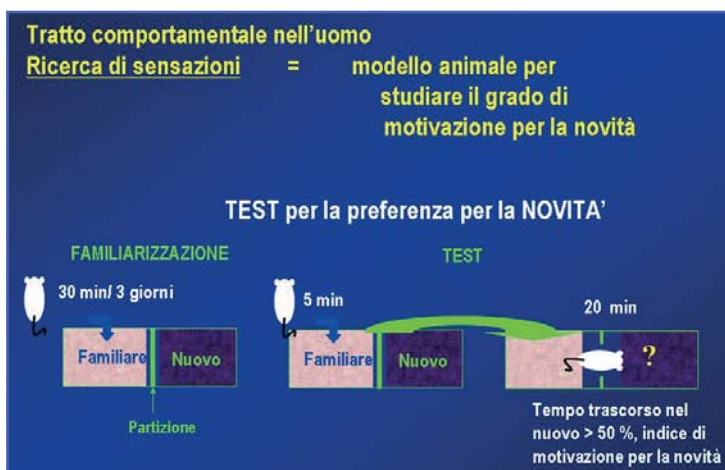 Tratto comportamentale nell'uomo
Ricerca di sensazioni = modello animale per
studiare il grado di
motivazione per la novità
TEST per la preferenza per la NOVITA'
FAMILIARIZZAZIONE
TEST
30 min/ 3 giorni
5 min
20 min
Familiare
Nuovo
Familiare
Nuovo
?
Partizione
Tempo trascorso nel
nuovo > 50 %, indice di
motivazione per la novità